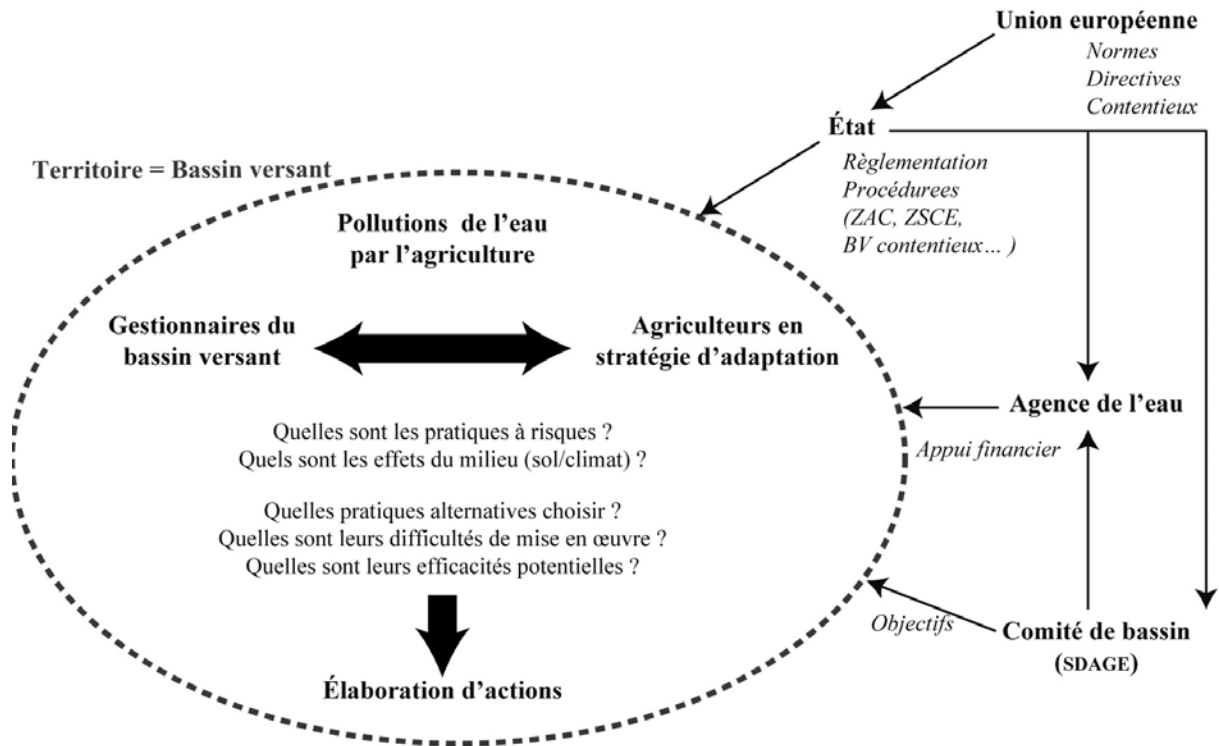 Union européenne
Normes
Directives
Contentieux
État
Règlementation
Procédurees
(ZAC, ZSCE,
BV contentieux... )
Territoire = Bassin versant
Pollutions de l'eau
par l'agriculture
Gestionnaires du
bassin versant
Agriculteurs en
stratégie d'adaptation
Quelles sont les pratiques à risques ?
Quels sont les effets du milieu (sol/climat) ?
Quelles pratiques alternatives choisir ?
Quelles sont leurs difficultés de mise en œuvre ?
Quelles sont leurs efficacités potentielles ?
Élaboration d'actions
Agence de l'eau
Appui financier
Objectifs
Comité de bassin
(SDAGE)